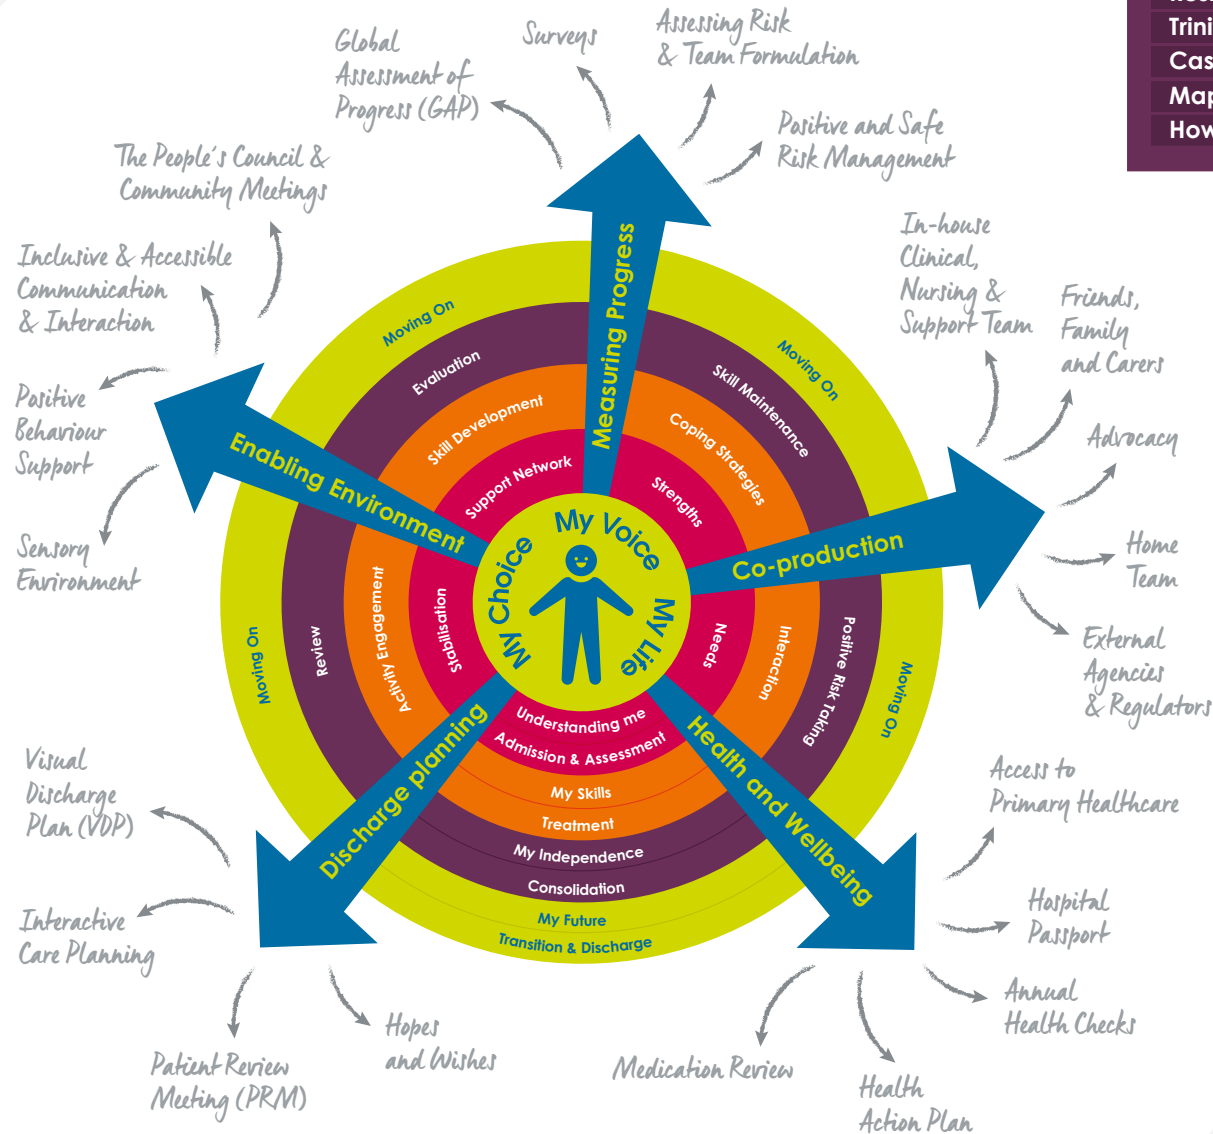 Global
Assessment of
Progress (GAP)
Surveys
Assessing Risk
& Team Formulation
Positive and Safe
Risk Management
Cas
Map
How
The People's Council &
Community Meetings
Inclusive & Accessible
Communication
& Interaction
Positive
Behaviour
Support
Sensory
Environment
In-house
Clinical,
Nursing &
Support Team
Friends,
Family
and Carers
Advocacy
Home
Team
External
Agencies
& Regulators
Measuring Progress
Enabling Environment
Co-production
Discharge planning
Health and Wellbeing
Moving On
Moving On
Moving On
Moving On
Evaluation
Skill Maintenance
Review
Positive Risk Taking
Skill Development
Coping Strategies
Activity Engagement
Interaction
Support Network
Strengths
Stabilisation
Needs
My Choice
My Voice
My Life
Understanding me
Admission & Assessment
My Skills
Treatment
My Independence
Consolidation
My Future
Transition & Discharge
Visual
Discharge
Plan (VDP)
Interactive
Care Planning
Patient Review
Meeting (PRM)
Hopes
and Wishes
Access to
Primary Healthcare
Hospital
Passport
Annual
Health Checks
Health
Action Plan
Medication Review